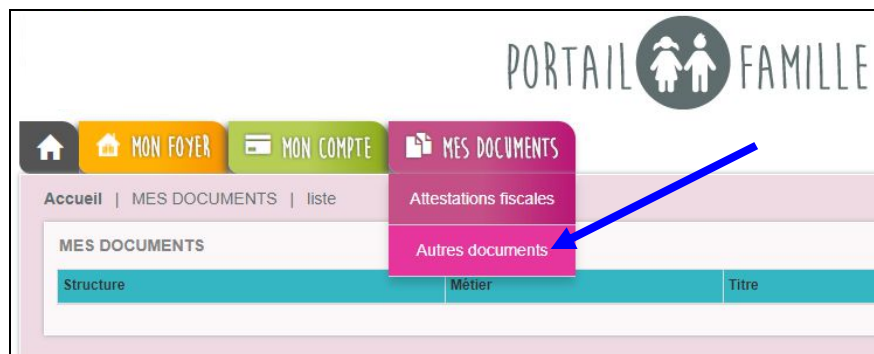 PORTAIL FAMILLE
MON FOYER MON COMPTE MES DOCUMENTS
Accueil | MES DOCUMENTS | liste
Attestations fiscales
MES DOCUMENTS
Autres documents
Structure Métier Titre